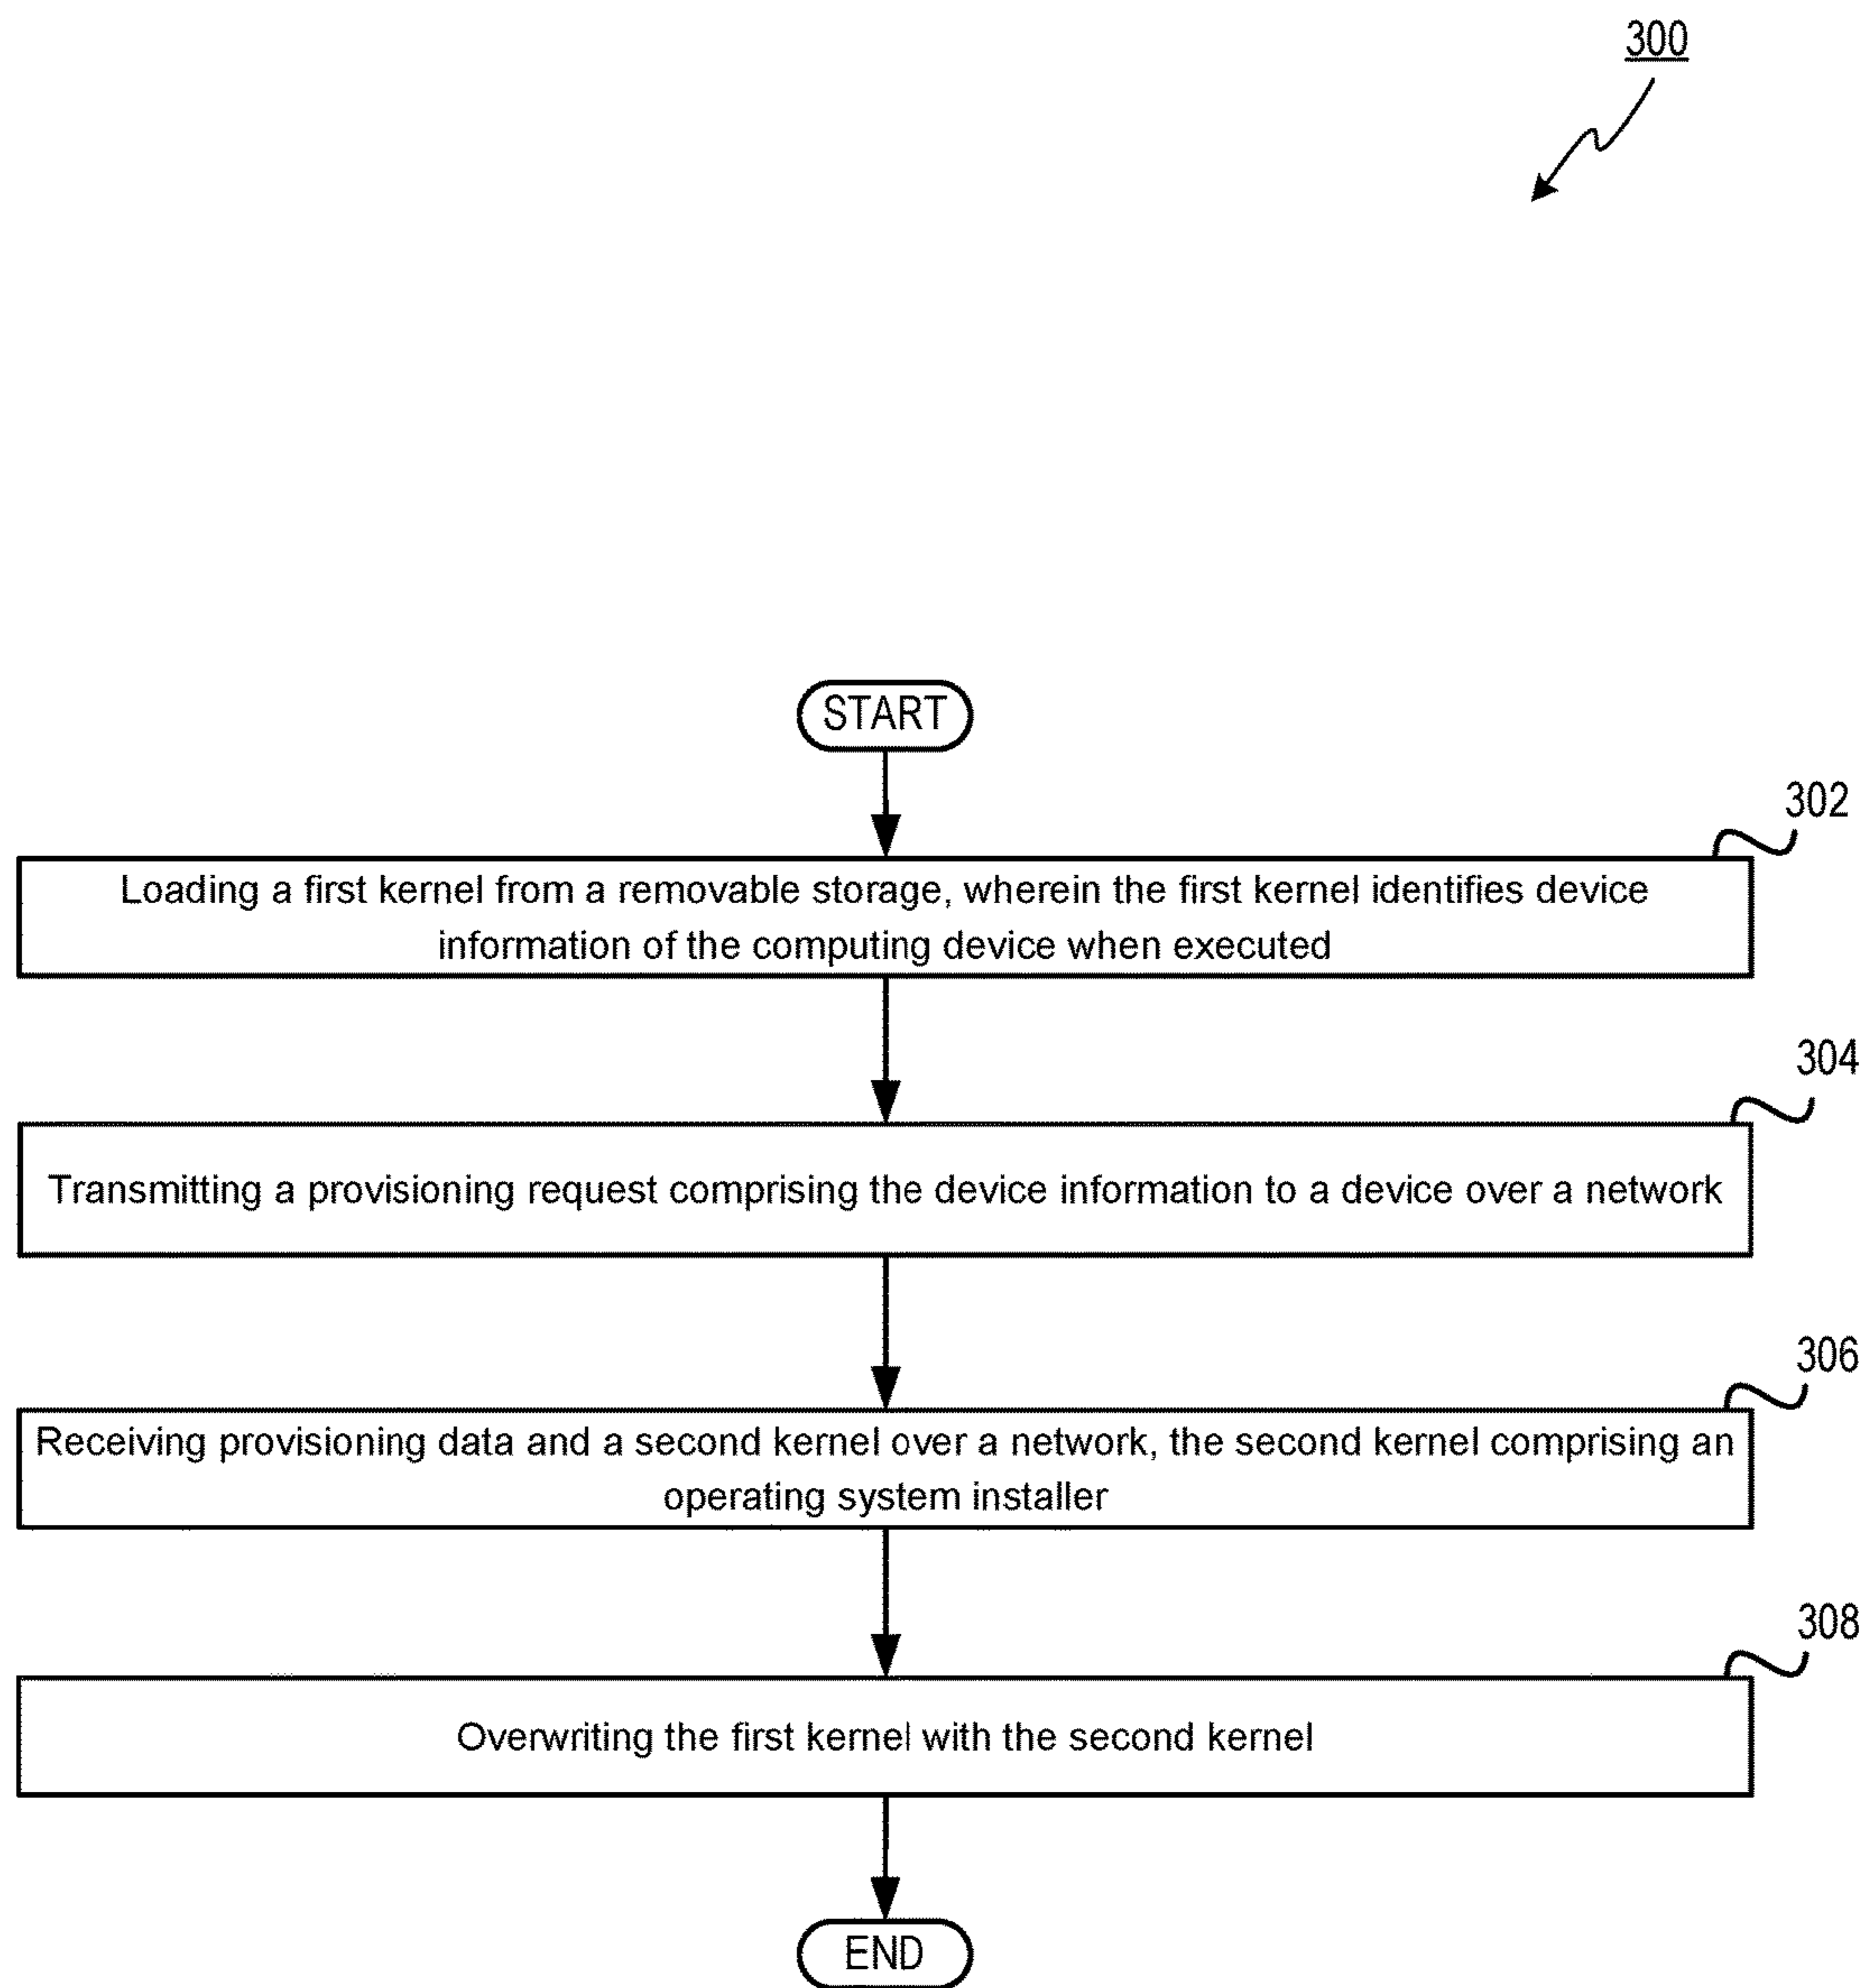 300
START
302
Loading a first kernel from a removable storage, wherein the first kernel identifies device
information of the computing device when executed
304
Transmitting a provisioning request comprising the device information to a device over a network
306
Receiving provisioning data and a second kernel over a network, the second kernel comprising an
operating system installer
308
Overwriting the first kernel with the second kernel
END